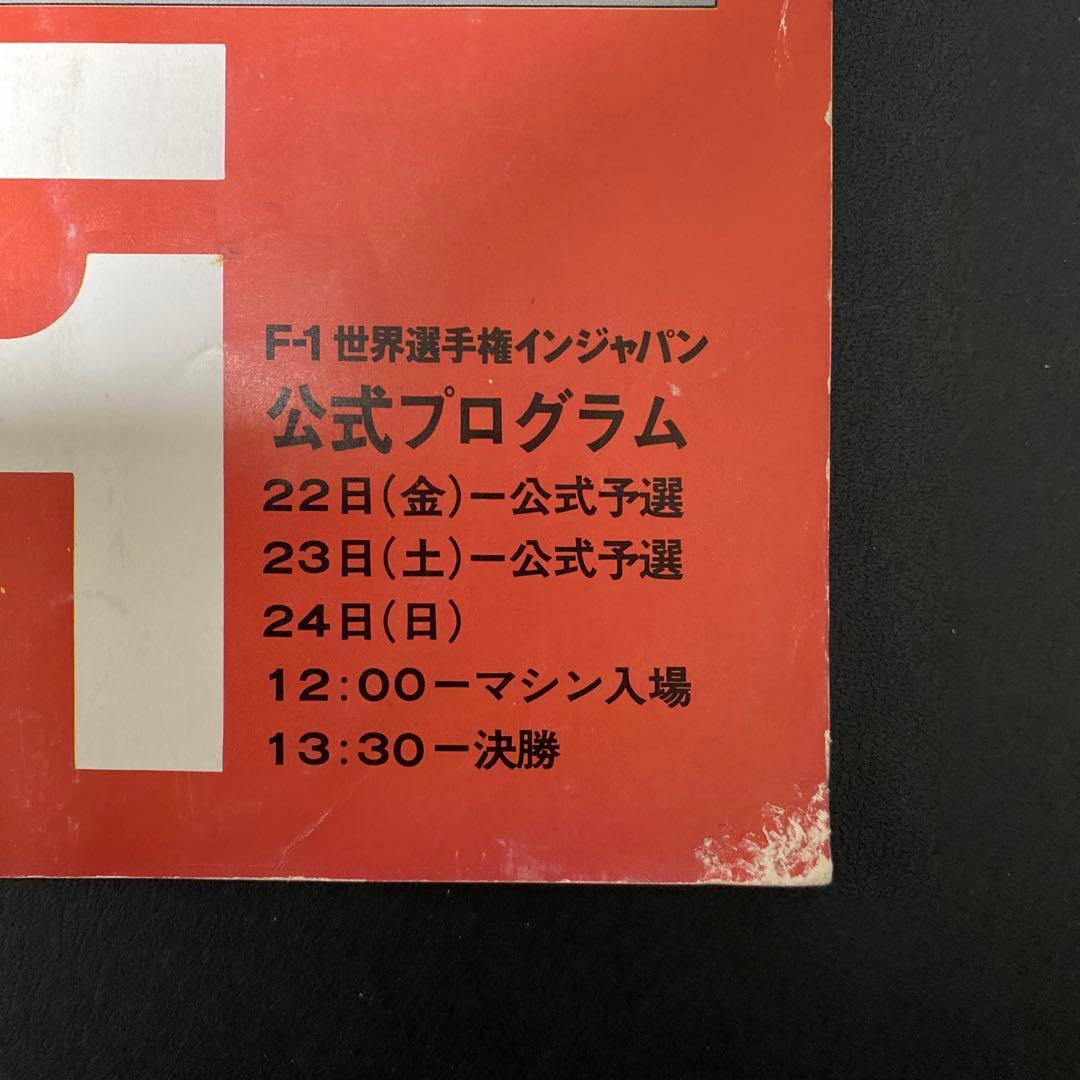 F-1 世界選手権インジャパン
公式プログラム
22日(金)ー公式予選
23日(土)ー公式予選
24日(日)
12:00ーマシン入場
13:30ー決勝